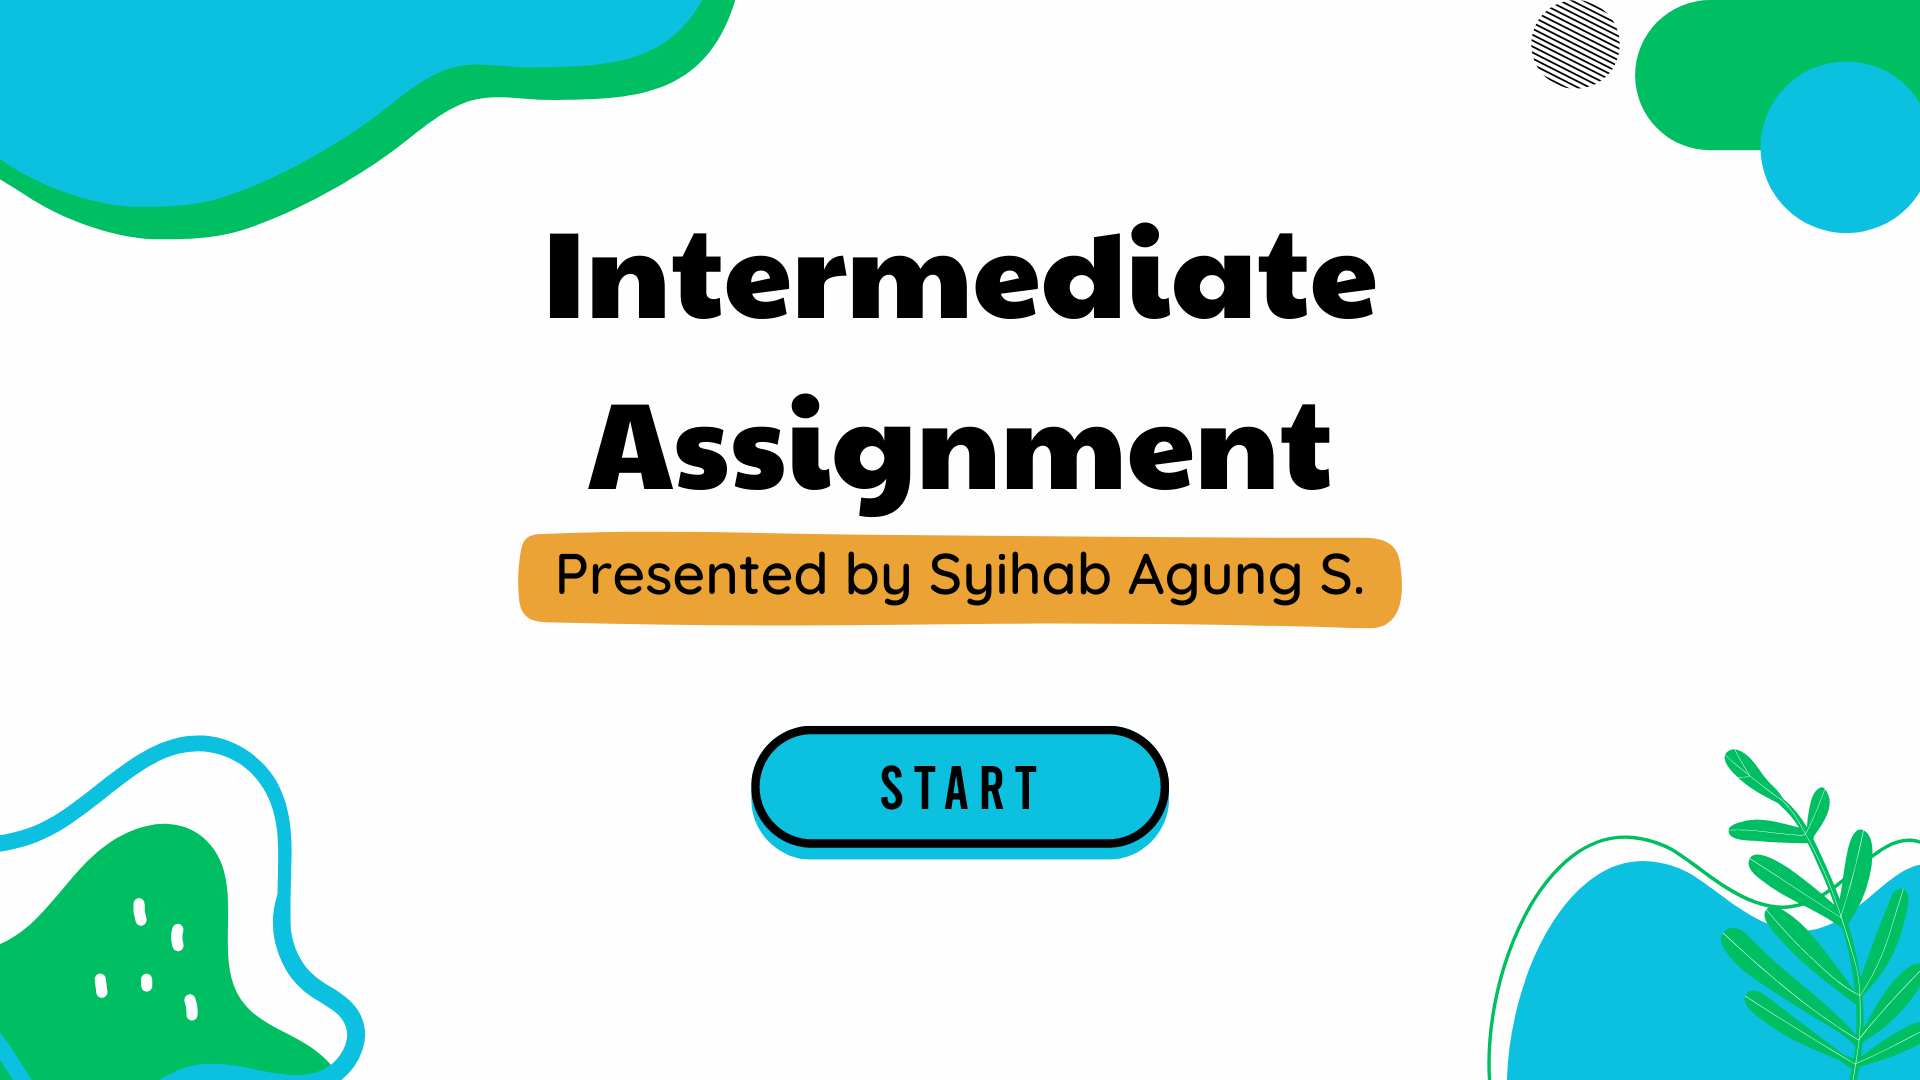 Intermediate
Assignment
Presented by Syihab Agung S.
START